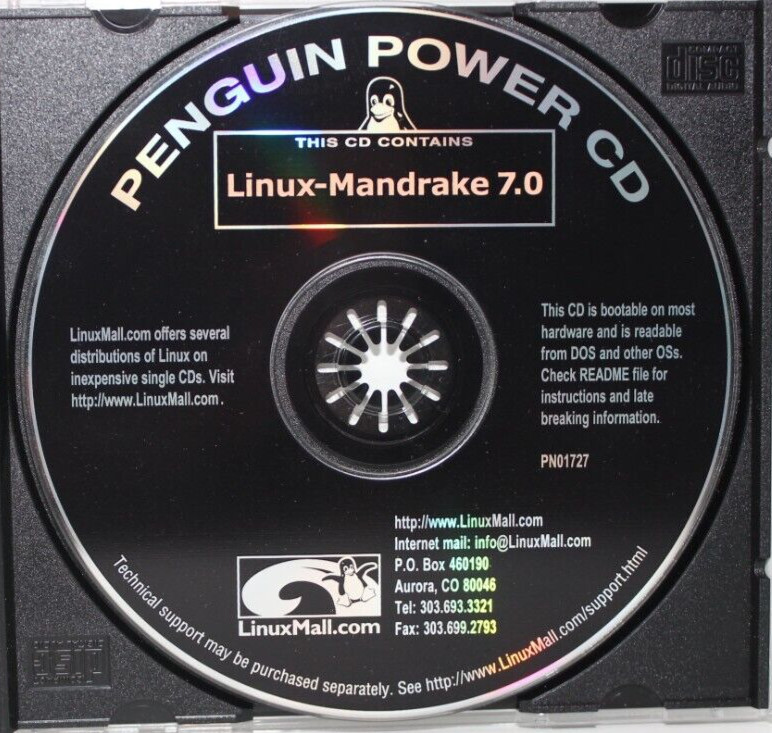 PENGUIN POWER CD
COMPACT
disc
DIGITAL AUDIO
THIS CD CONTAINS
Linux-Mandrake 7.0
LinuxMall.com offers several
distributions of Linux on
inexpensive single CDs. Visit
http://www.LinuxMall.com .
This CD is bootable on most
hardware and is readable
from DOS and other OSs.
Check README file for
instructions and late
breaking information.
PN01727
http://www.LinuxMall.com
Internet mail: info@LinuxMall.com
P.O. Box 460190
Aurora, CO 80046
Tel: 303.693.3321
Fax: 303.699.2793
LinuxMall.com
Technical support may be purchased separately. See http://www.LinuxMall.com/support.html